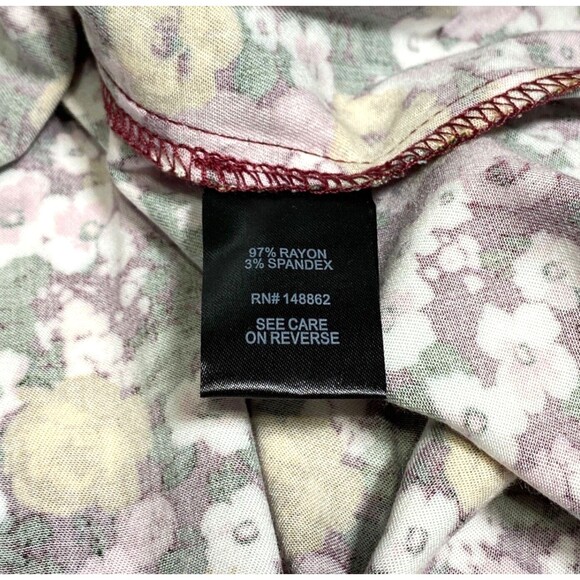 97% RAYON
3% SPANDEX
RN# 148862
SEE CARE
ON REVERSE